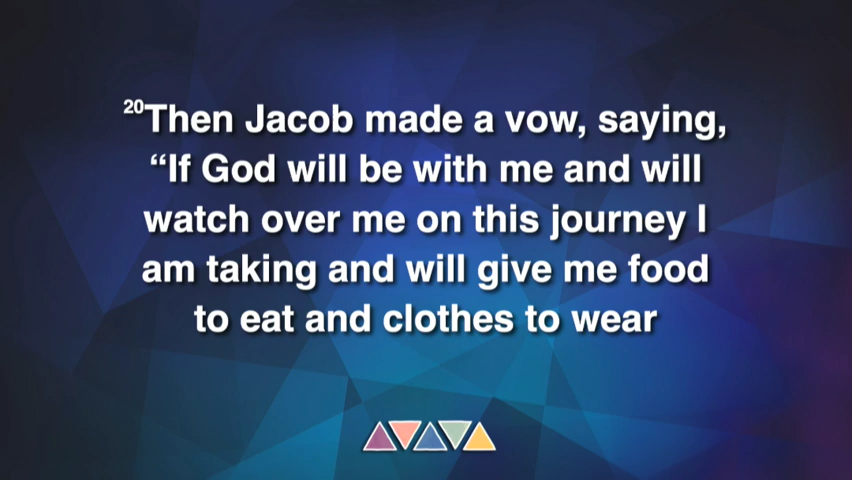 ²⁰Then Jacob made a vow, saying,
“If God will be with me and will
watch over me on this journey I
am taking and will give me food
to eat and clothes to wear